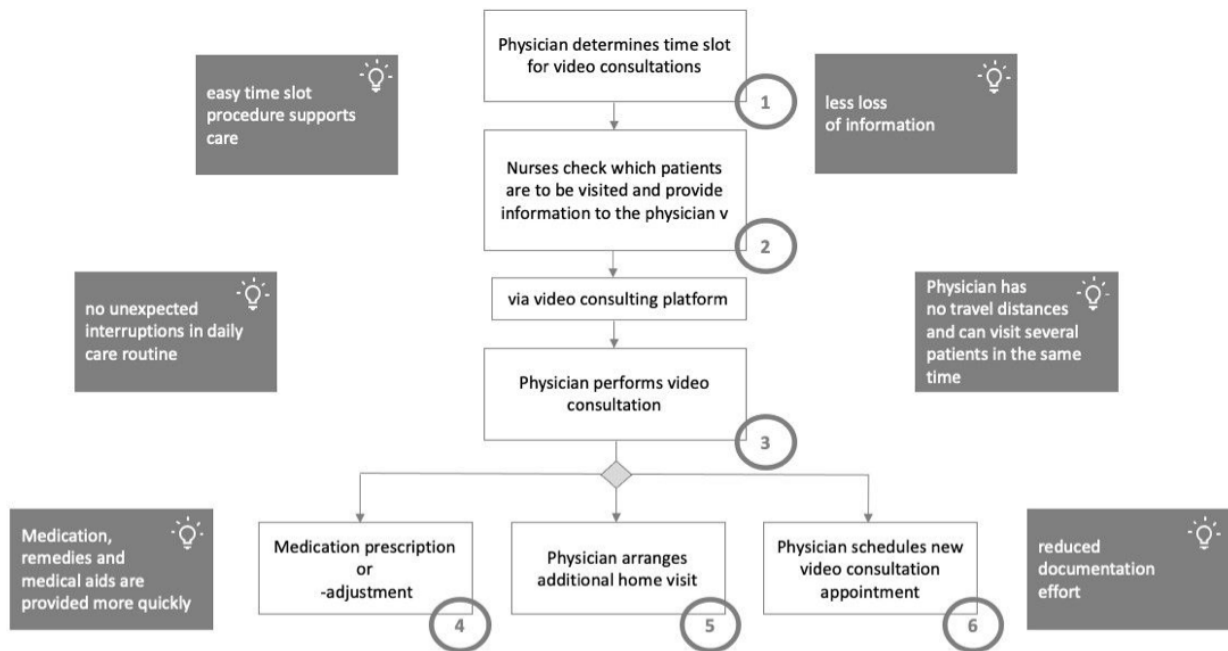 Physician determines time slot
for video consultations
1
easy time slot
procedure supports
care
less loss
of information
Nurses check which patients
are to be visited and provide
information to the physician v
2
via video consulting platform
no unexpected
interruptions in daily
care routine
Physician has
no travel distances
and can visit several
patients in the same
time
Physician performs video
consultation
3
Medication,
remedies and
medical aids are
provided more quickly
Medication prescription
or
-adjustment
4
Physician arranges
additional home visit
5
Physician schedules new
video consultation
appointment
6
reduced
documentation
effort